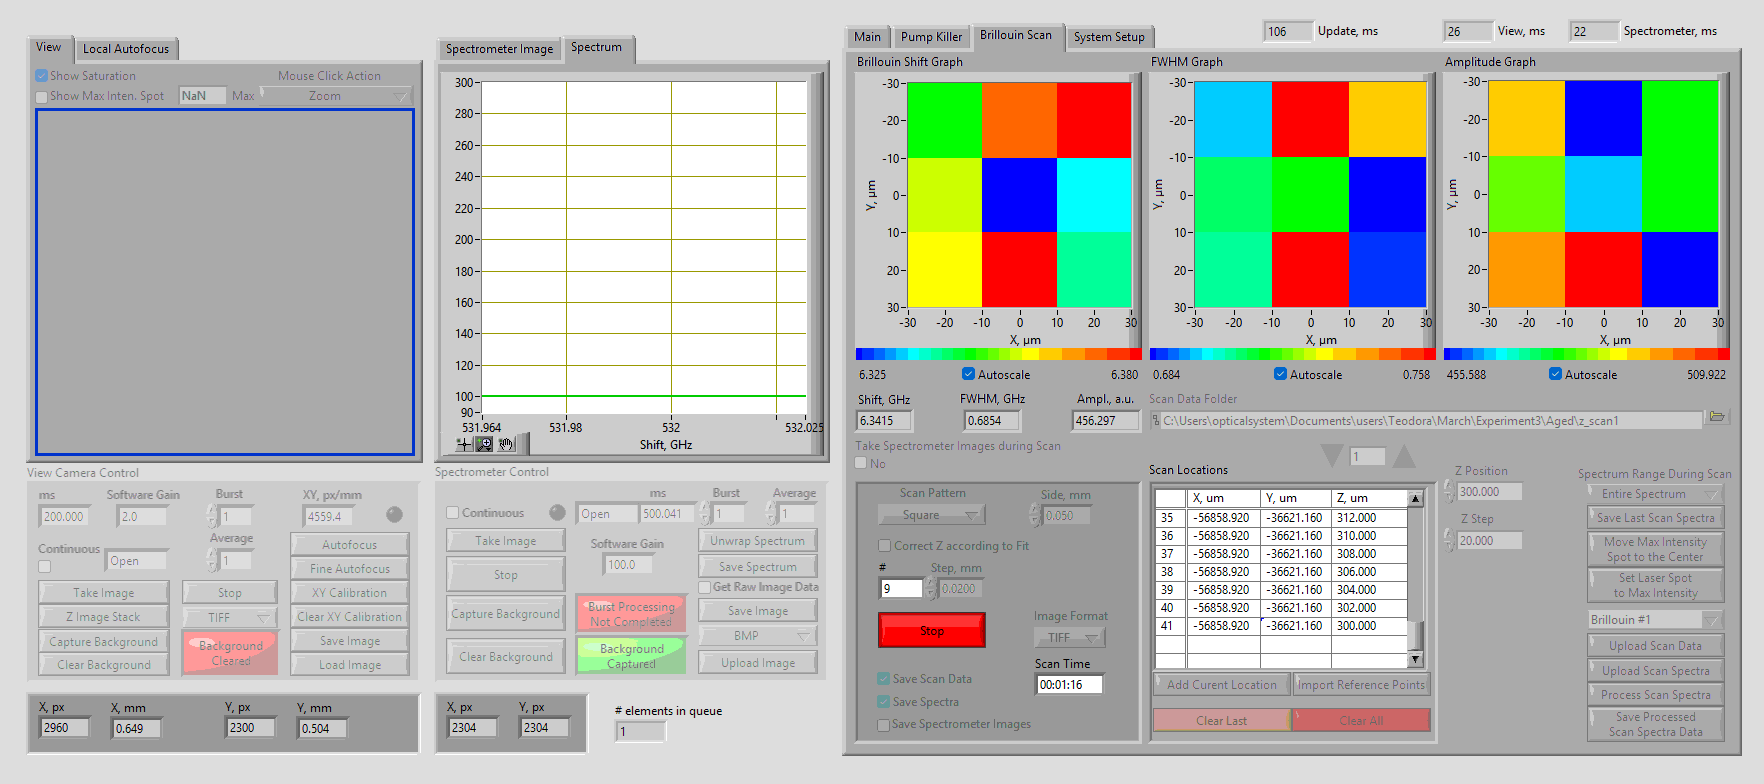 View
Local Autofocus
Show Saturation
Mouse Click Action
Show Max Inten. Spot
NaN
Max
Zoom
Spectrometer Image
Spectrum
300
280
260
240
220
200
180
160
140
120
100
90
531.964
531.98
532
532.025
Shift, GHz
View Camera Control
ms
Software Gain
Burst
XY, px/mm
200.000
2.0
1
4559.4
Average
Continuous
Open
1
Autofocus
Fine Autofocus
Take Image
Stop
XY Calibration
Z Image Stack
TIFF
Clear XY Calibration
Capture Background
Background
Cleared
Save Image
Clear Background
Load Image
X, px
X, mm
Y, px
Y, mm
2960
0.649
2300
0.504
Spectrometer Control
ms
Burst
Average
Continuous
Open
500.041
1
1
Take Image
Software Gain
Unwrap Spectrum
Stop
100.0
Save Spectrum
Get Raw Image Data
Capture Background
Burst Processing
Not Completed
Save Image
BMP
Clear Background
Background
Captured
Upload Image
X, px
Y, px
2304
2304
# elements in queue
1
106
Update, ms
26
View, ms
22
Spectrometer, ms
Main
Pump Killer
Brillouin Scan
System Setup
Brillouin Shift Graph
-30
-20
-10
0
10
20
30
Y, µm
-30
-20
-10
0
10
20
30
X, µm
6.325
Autoscale
6.380
FWHM Graph
-30
-20
-10
0
10
20
30
Y, µm
-30
-20
-10
0
10
20
30
X, µm
0.684
Autoscale
0.758
Amplitude Graph
-30
-20
-10
0
10
20
30
Y, µm
-30
-20
-10
0
10
20
30
X, µm
455.588
Autoscale
509.922
Shift, GHz
FWHM, GHz
Ampl., a.u.
6.3415
0.6854
456.297
Scan Data Folder
C:\Users\opticalsystem\Documents\users\Teodora\March\Experiment3\Aged\z_scan1
Take Spectrometer Images during Scan
No
1
Scan Pattern
Side, mm
Square
0.050
Correct Z according to Fit
#
Step, mm
9
0.0200
Stop
Image Format
TIFF
Scan Time
00:01:16
Save Scan Data
Save Spectra
Save Spectrometer Images
Scan Locations
X, um
Y, um
Z, um
35 -56858.920 -36621.160 312.000
36 -56858.920 -36621.160 310.000
37 -56858.920 -36621.160 308.000
38 -56858.920 -36621.160 306.000
39 -56858.920 -36621.160 304.000
40 -56858.920 -36621.160 302.000
41 -56858.920 -36621.160 300.000
Add Curent Location
Import Reference Points
Clear Last
Clear All
Z Position
300.000
Z Step
20.000
Spectrum Range During Scan
Entire Spectrum
Save Last Scan Spectra
Move Max Intensity
Spot to the Center
Set Laser Spot
to Max Intensity
Brillouin #1
Upload Scan Data
Upload Scan Spectra
Process Scan Spectra
Save Processed
Scan Spectra Data